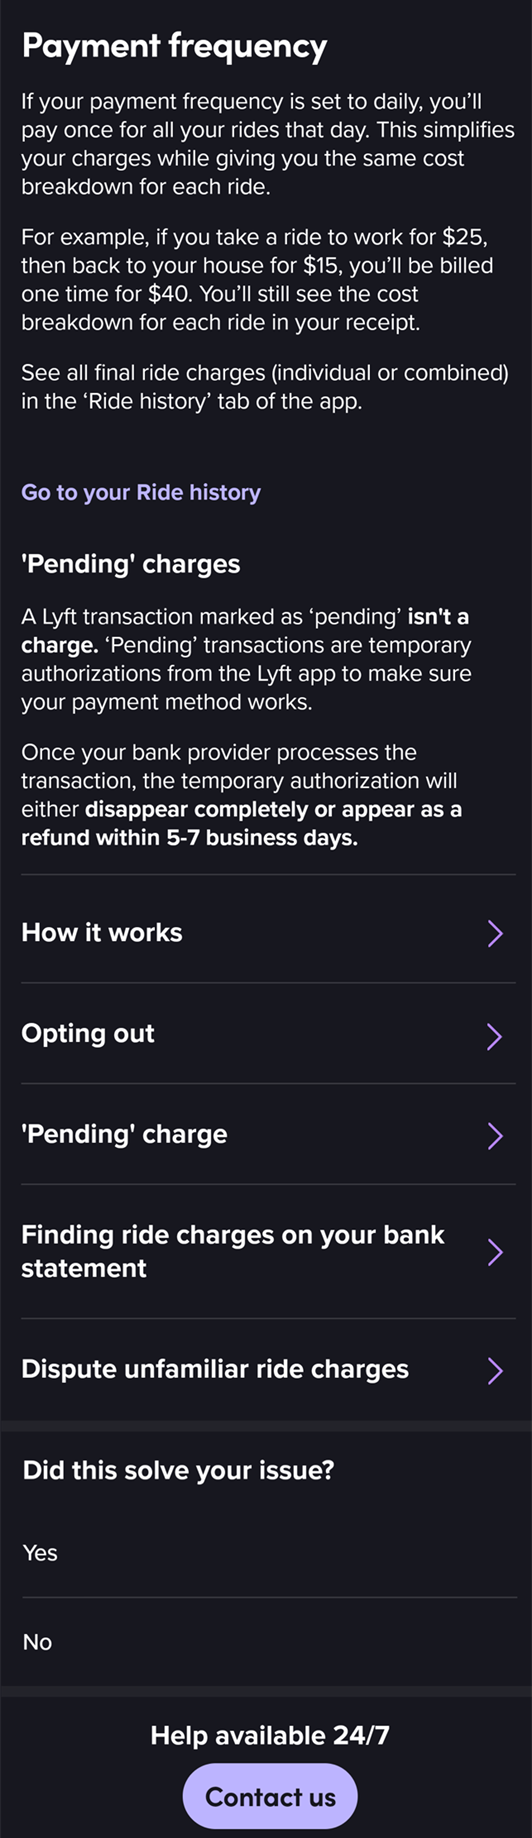 Payment frequency
If your payment frequency is set to daily, you’ll
pay once for all your rides that day. This simplifies
your charges while giving you the same cost
breakdown for each ride.
For example, if you take a ride to work for $25,
then back to your house for $15, you’ll be billed
one time for $40. You’ll still see the cost
breakdown for each ride in your receipt.
See all final ride charges (individual or combined)
in the ‘Ride history’ tab of the app.
Go to your Ride history
'Pending' charges
A Lyft transaction marked as ‘pending’ isn't a
charge. ‘Pending’ transactions are temporary
authorizations from the Lyft app to make sure
your payment method works.
Once your bank provider processes the
transaction, the temporary authorization will
either disappear completely or appear as a
refund within 5-7 business days.
How it works
Opting out
'Pending' charge
Finding ride charges on your bank
statement
Dispute unfamiliar ride charges
Did this solve your issue?
Yes
No
Help available 24/7
Contact us